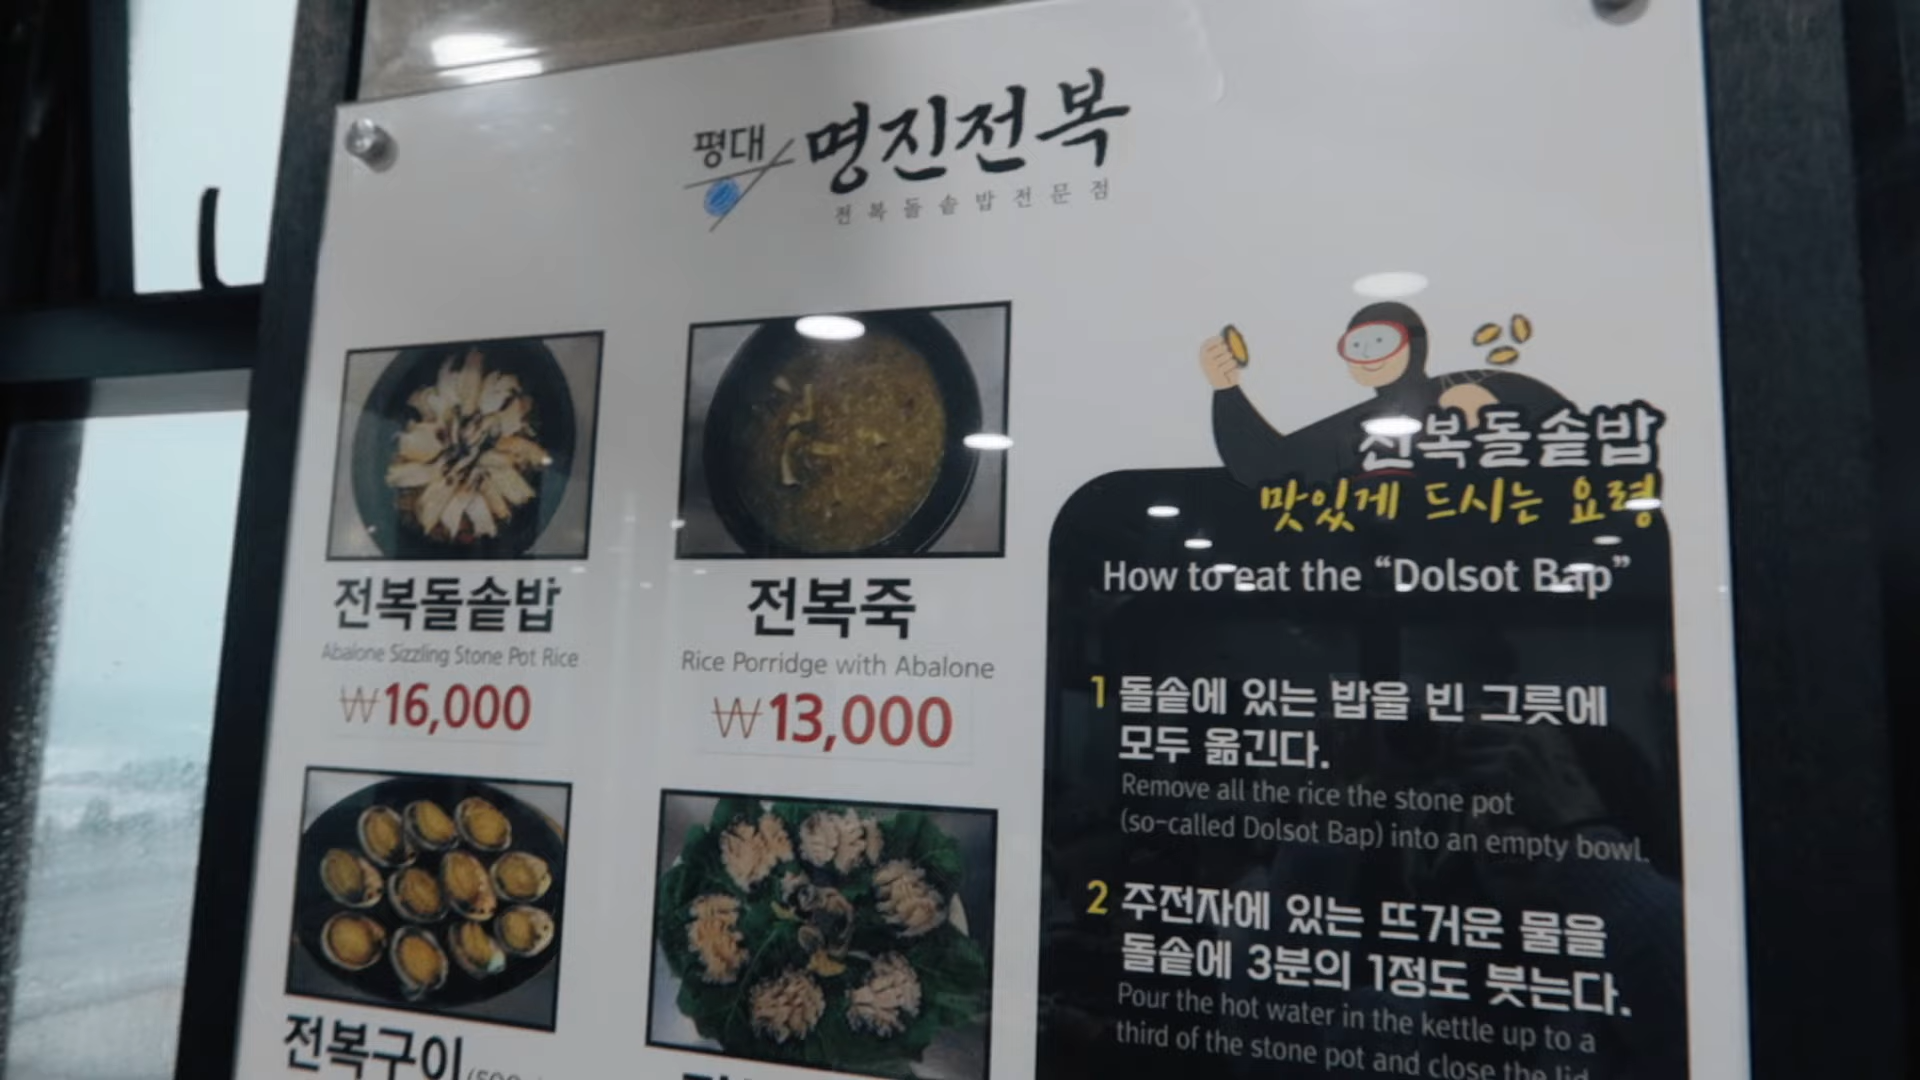 평대
명진전복
전복돌솥밥전문점
전복돌솥밥
Abalone Sizzling Stone Pot Rice
₩16,000
전복죽
Rice Porridge with Abalone
₩13,000
전복구이
전복돌솥밥
맛있게 드시는 요령
How to eat the “Dolsot Bap”
1 돌솥에 있는 밥을 빈 그릇에
모두 옮긴다.
Remove all the rice the stone pot
(so-called Dolsot Bap) into an empty bowl.
2 주전자에 있는 뜨거운 물을
돌솥에 3분의 1정도 붓는다.
Pour the hot water in the kettle up to a
third of the stone pot and close the lid